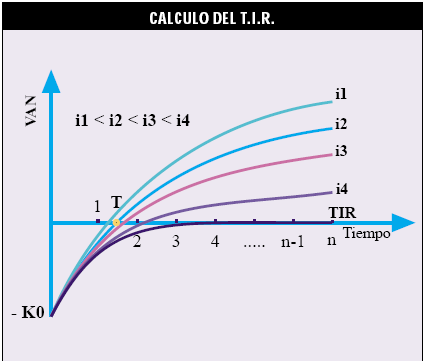 CALCULO DEL T.I.R.
VAN
i1 < i2 < i3 < i4
i1
i2
i3
i4
TIR
1 T
2 3 4 ..... n-1 n Tiempo
- K0